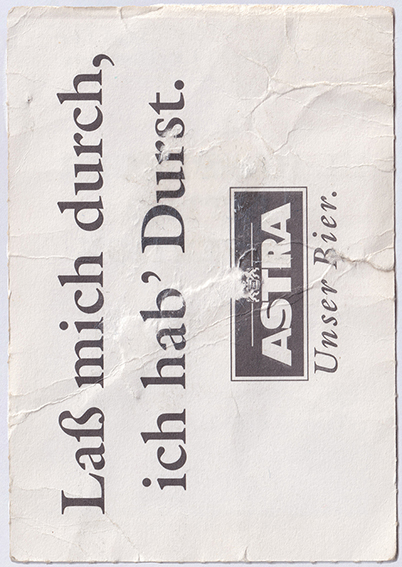 Laß mich durch,
ich hab’ Durst.
ASTRA
Unser Bier.